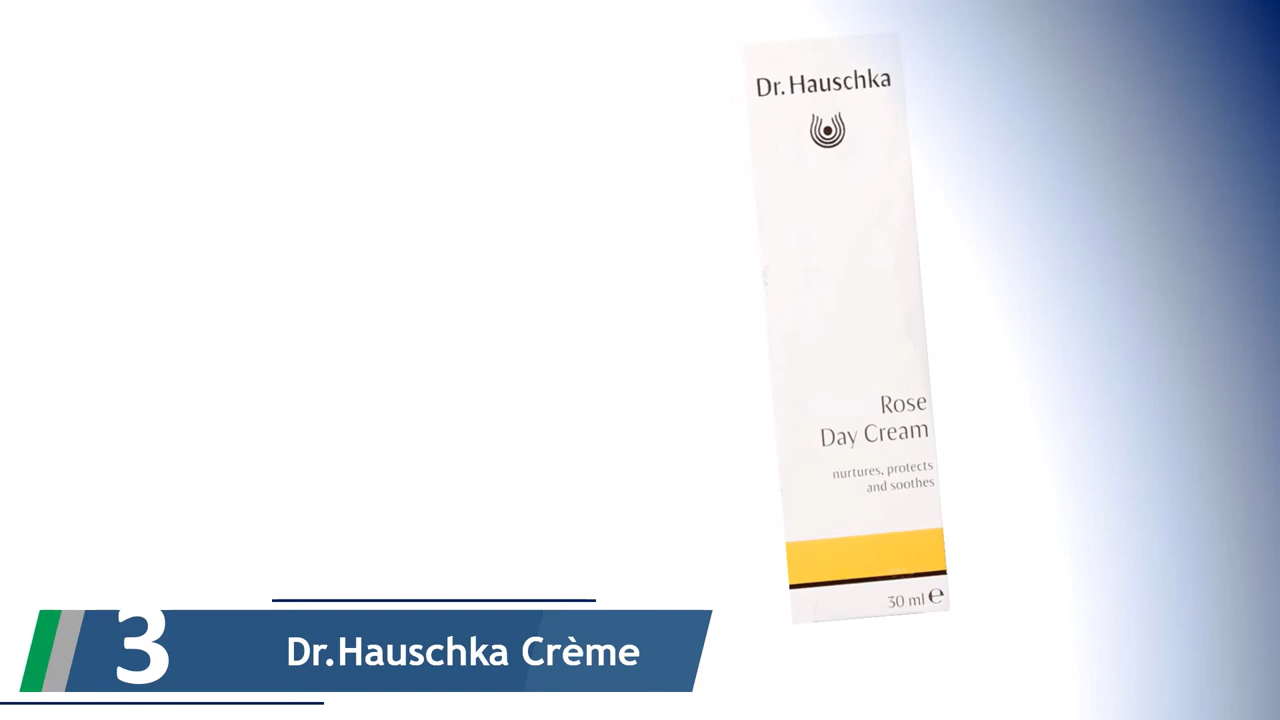 Dr.Hauschka
Rose
Day Cream
nurtures, protects
and soothes
30 ml ℮
3
Dr.Hauschka Crème